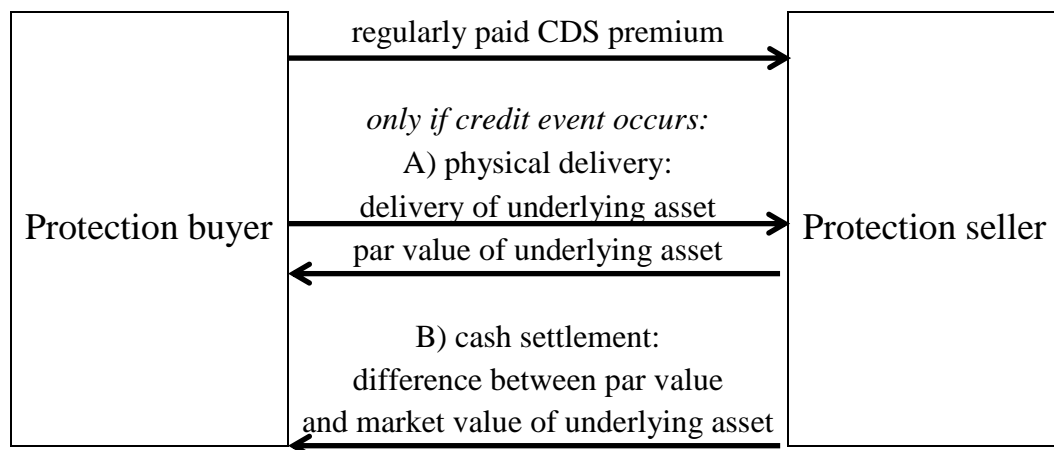 regularly paid CDS premium
only if credit event occurs:
A) physical delivery:
delivery of underlying asset
Protection buyer
Protection seller
par value of underlying asset
B) cash settlement:
difference between par value
and market value of underlying asset